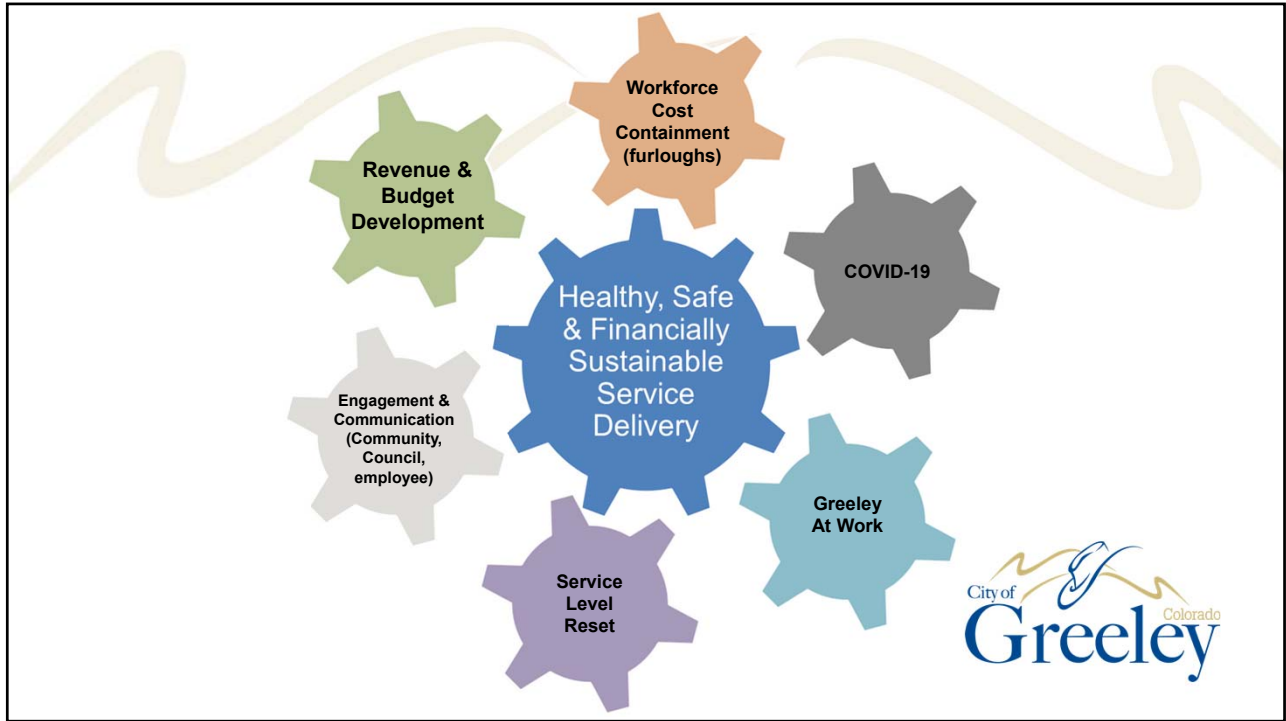 Workforce
Cost
Containment
(furloughs)
Revenue &
Budget
Development
COVID-19
Healthy, Safe
& Financially
Sustainable
Service
Delivery
Engagement &
Communication
(Community,
Council,
employee)
Greeley
At Work
Service
Level
Reset
City of
Colorado
Greeley